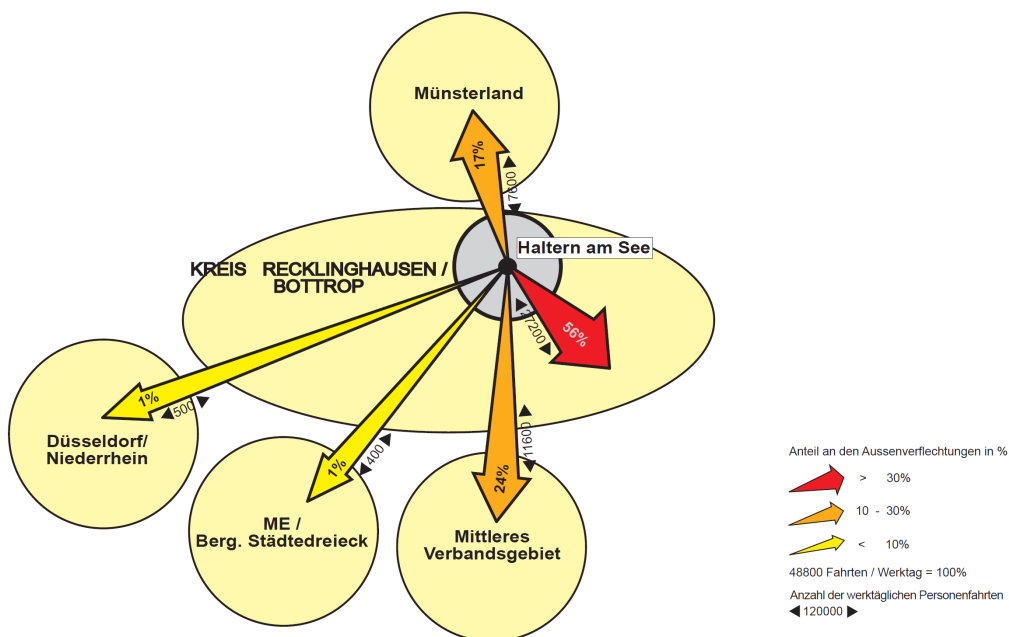 Münsterland
17%
◄7600►
Haltern am See
KREIS RECKLINGHAUSEN /
BOTTROP
56%
◄27200►
1%
◄500►
Düsseldorf/
Niederrhein
1%
◄400►
ME /
Berg. Städtedreieck
24%
◄11600►
Mittleres
Verbandsgebiet
Anteil an den Aussenverflechtungen in %
> 30%
10 - 30%
< 10%
48800 Fahrten / Werktag = 100%
Anzahl der werktäglichen Personenfahrten
◄120000►